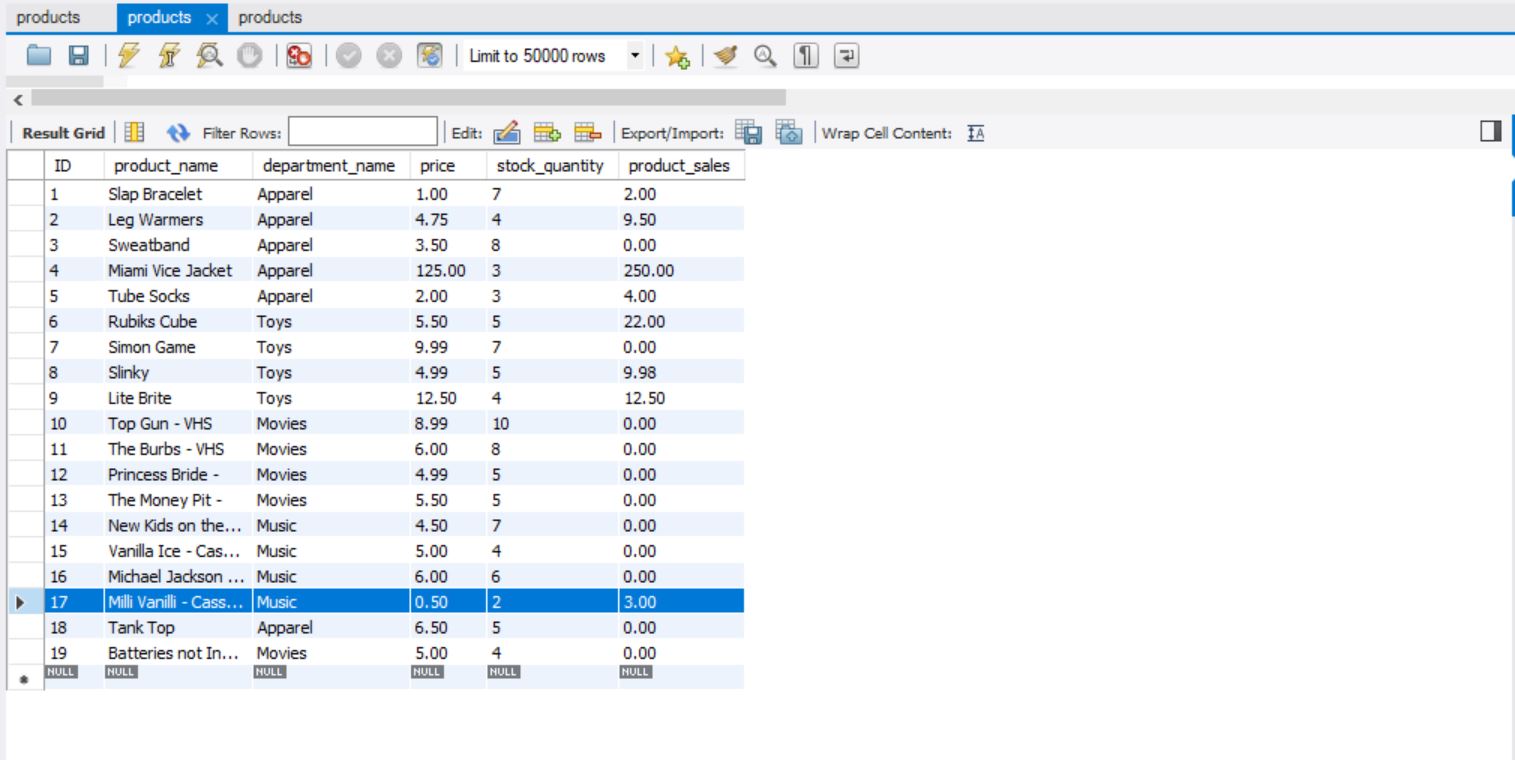 products products products
Limit to 50000 rows
Result Grid Filter Rows: Edit: Export/Import: Wrap Cell Content:
ID product_name department_name price stock_quantity product_sales
1 Slap Bracelet Apparel 1.00 7 2.00
2 Leg Warmers Apparel 4.75 4 9.50
3 Sweatband Apparel 3.50 8 0.00
4 Miami Vice Jacket Apparel 125.00 3 250.00
5 Tube Socks Apparel 2.00 3 4.00
6 Rubiks Cube Toys 5.50 5 22.00
7 Simon Game Toys 9.99 7 0.00
8 Slinky Toys 4.99 5 9.98
9 Lite Brite Toys 12.50 4 12.50
10 Top Gun - VHS Movies 8.99 10 0.00
11 The Burbs - VHS Movies 6.00 8 0.00
12 Princess Bride - Movies 4.99 5 0.00
13 The Money Pit - Movies 5.50 5 0.00
14 New Kids on the... Music 4.50 7 0.00
15 Vanilla Ice - Cas... Music 5.00 4 0.00
16 Michael Jackson ... Music 6.00 6 0.00
17 Milli Vanilli - Cass... Music 0.50 2 3.00
18 Tank Top Apparel 6.50 5 0.00
19 Batteries not In... Movies 5.00 4 0.00
NULL NULL NULL NULL NULL NULL